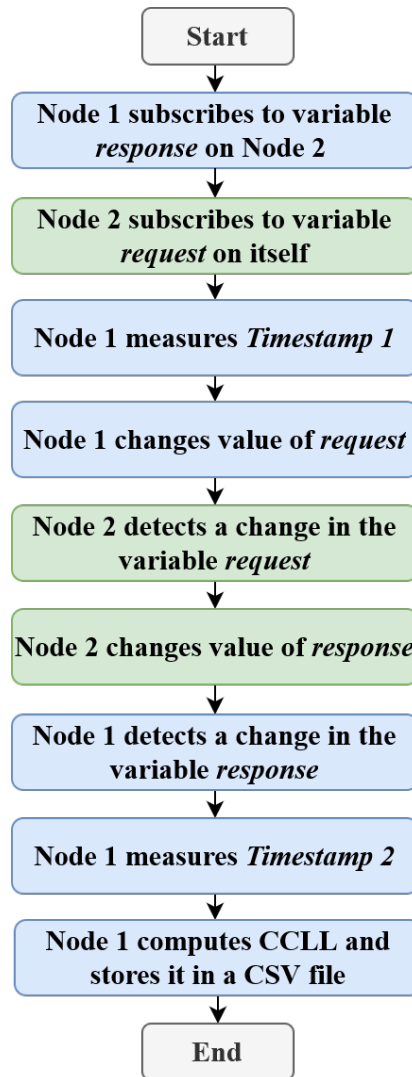 Start
Node 1 subscribes to variable
response on Node 2
Node 2 subscribes to variable
request on itself
Node 1 measures Timestamp 1
Node 1 changes value of request
Node 2 detects a change in the
variable request
Node 2 changes value of response
Node 1 detects a change in the
variable response
Node 1 measures Timestamp 2
Node 1 computes CCLL and
stores it in a CSV file
End